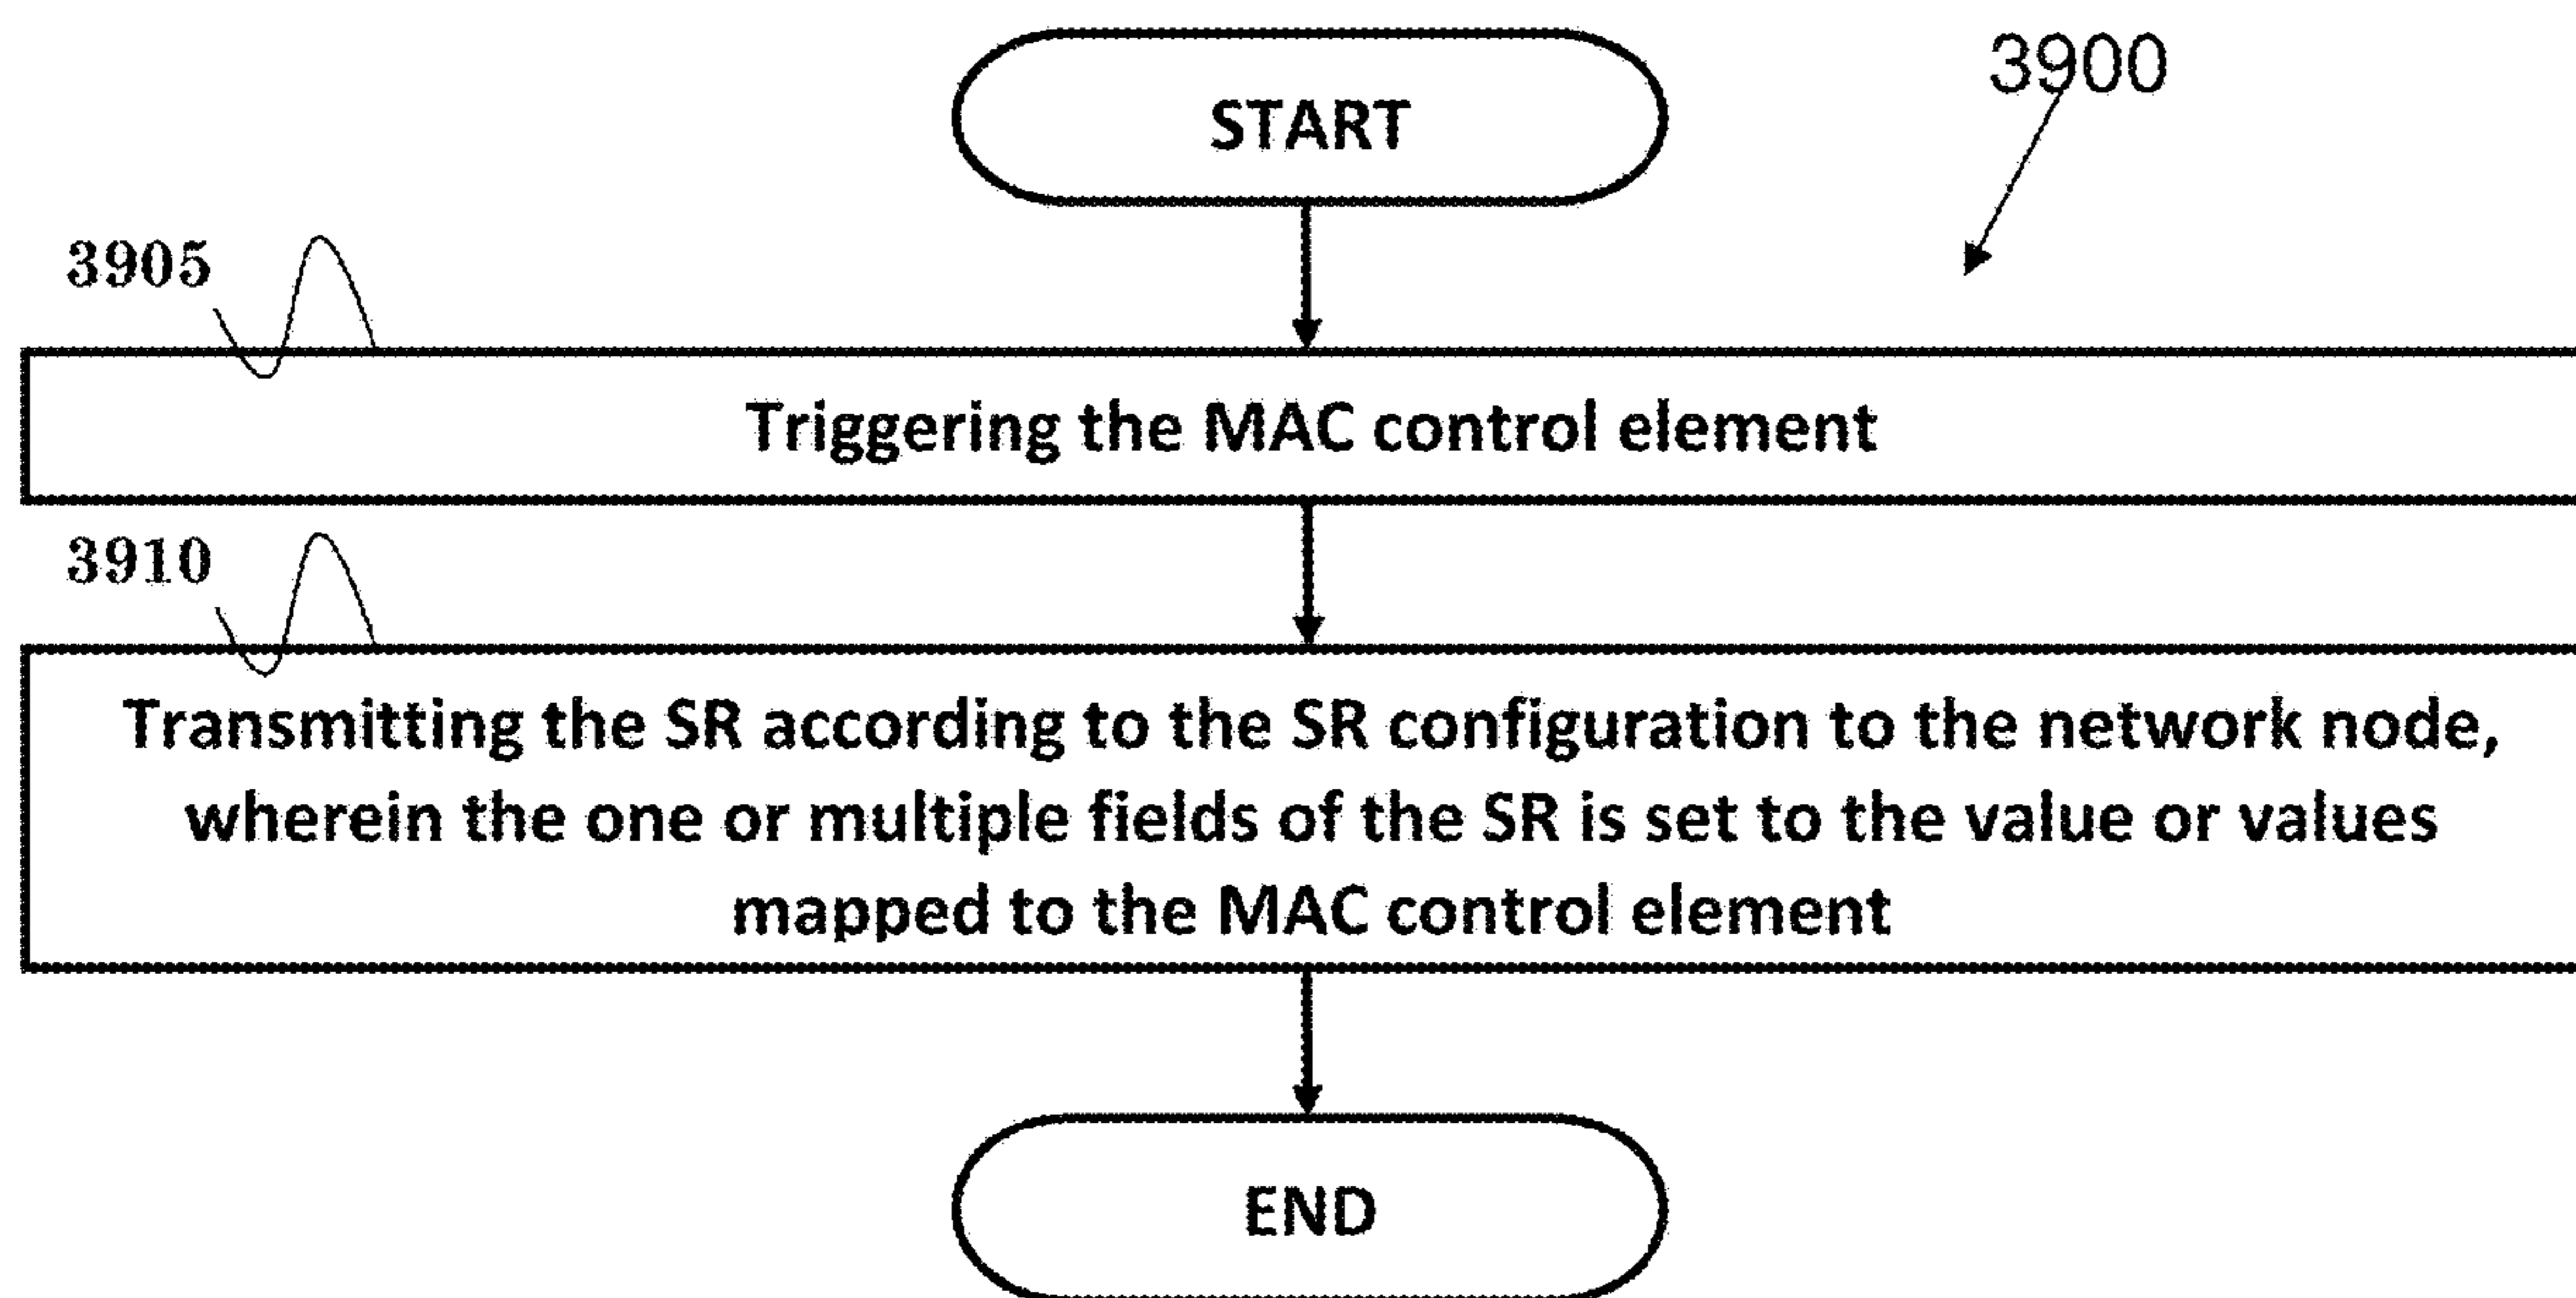 START
3900
3905
Triggering the MAC control element
3910
Transmitting the SR according to the SR configuration to the network node,
wherein the one or multiple fields of the SR is set to the value or values
mapped to the MAC control element
END